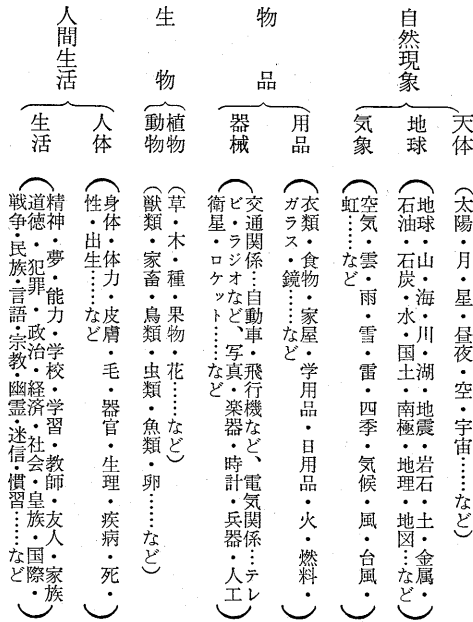 自然現象
天体（太陽・月・星 昼夜・空・宇宙……など）
地球（地球・山・海・川・湖・地震・岩石・土・金属・
石油・石炭・水・国土・南極・地理・地図…など）
気象（空気・雲・雨・雪・雷・四季・気候・風・台風・
虹……など）
物品
用品（衣類・食物・家屋・学用品・日用品・火・燃料・
ガラス・鏡……など）
器械（交通関係…自動車・飛行機など、電気関係…テレ
ビ・ラジオなど、写真・楽器・時計・兵器・人工
衛星・ロケット……など）
生物
植物（草・木・種・果物・花……など）
動物（獣類・家畜・鳥類・虫類・魚類・卵……など）
人間生活
人体（身体・体力・皮膚・毛・器官・生理・疾病・死・
性・出生……など）
生活（精神・夢・能力・学校・学習・教師・友人・家族
道徳・犯罪・政治・経済・社会・皇族・国際・
戦争・民族・言語・宗教・幽霊・迷信・慣習……など）